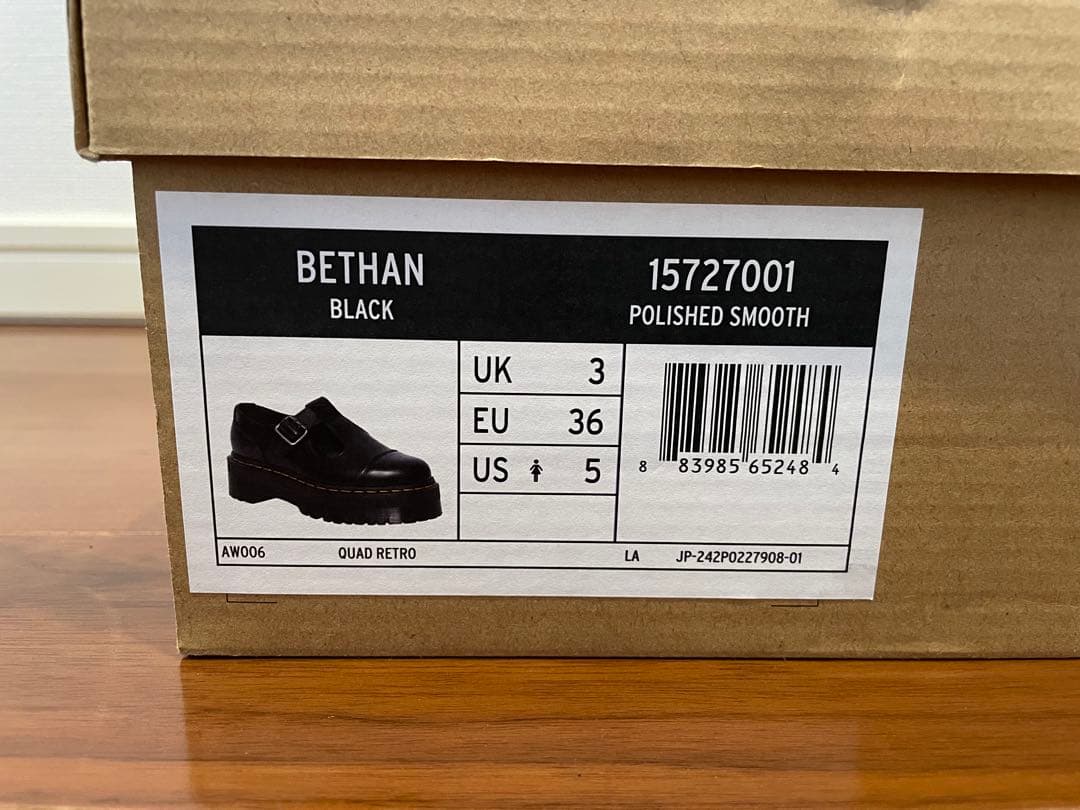 BETHAN
BLACK
15727001
POLISHED SMOOTH
UK 3
EU 36
US 5
8 83985 65248 4
AW006 QUAD RETRO LA JP-242P0227908-01